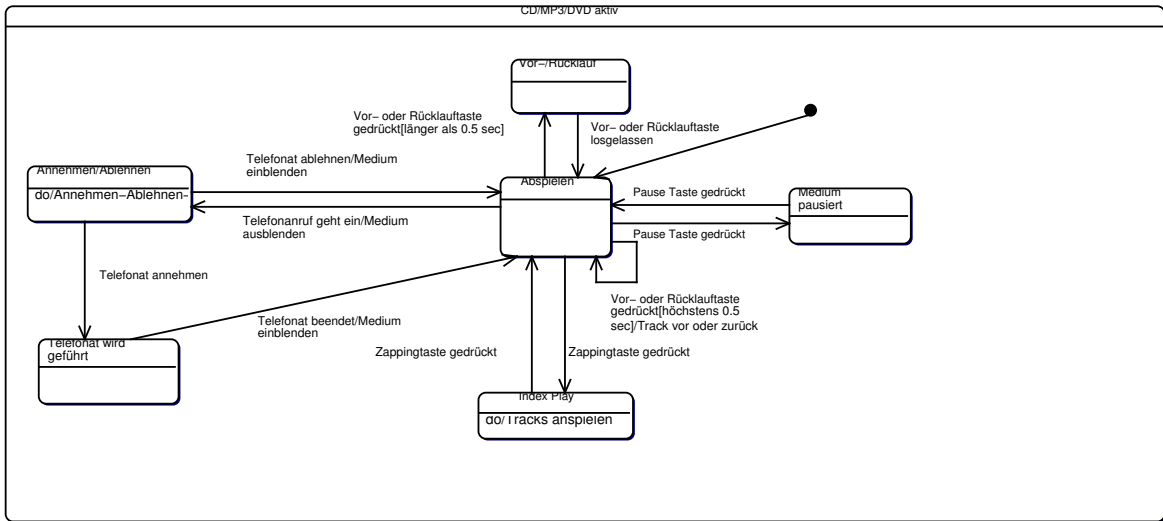 CD/MP3/DVD aktiv
Vor−/Rücklauf
Vor− oder Rücklauftaste
gedrückt[länger als 0.5 sec]
Vor− oder Rücklauftaste
losgelassen
Annehmen/Ablehnen
do/Annehmen−Ablehnen−
Telefonat ablehnen/Medium
einblenden
Abspielen
Telefonanruf geht ein/Medium
ausblenden
Pause Taste gedrückt
Medium
pausiert
Pause Taste gedrückt
Telefonat annehmen
Vor− oder Rücklauftaste
gedrückt[höchstens 0.5
sec]/Track vor oder zurück
Telefonat beendet/Medium
einblenden
Telefonat wird
geführt
Zappingtaste gedrückt
Zappingtaste gedrückt
Index Play
do/Tracks anspielen